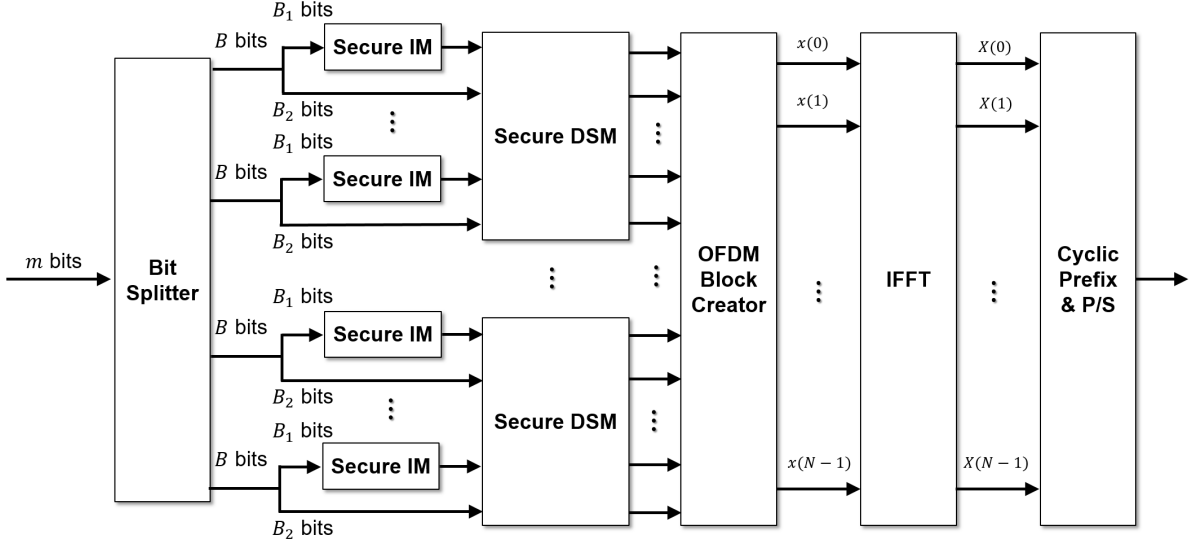 m bits
Bit
Splitter
B bits
B₁ bits
Secure IM
B₂ bits
⋮
B bits
B₁ bits
Secure IM
B₂ bits
Secure DSM
⋮
⋮
⋮
B bits
B₁ bits
Secure IM
B₂ bits
⋮
B bits
B₁ bits
Secure IM
B₂ bits
Secure DSM
⋮
OFDM
Block
Creator
x(0)
x(1)
⋮
x(N − 1)
IFFT
X(0)
X(1)
⋮
X(N − 1)
Cyclic
Prefix
& P/S